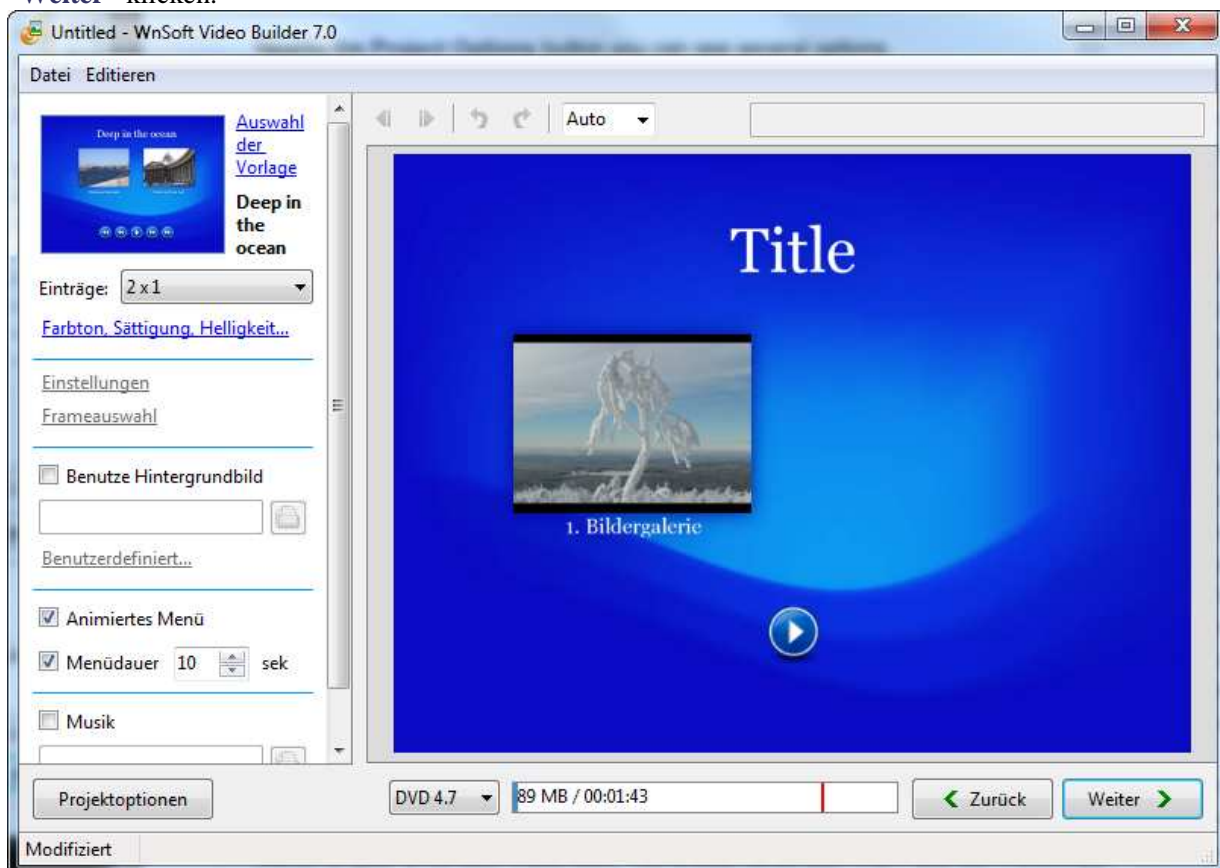 "Weiter" klicken.
Untitled - WnSoft Video Builder 7.0
Datei Editieren
Deep in the ocean
Auswahl
der
Vorlage
Deep in
the
ocean
Einträge: 2 x 1
Farbton, Sättigung, Helligkeit...
Einstellungen
Frameauswahl
Benutze Hintergrundbild
Benutzerdefiniert...
Animiertes Menü
Menüdauer 10 sek
Musik
Auto
Title
1. Bildergalerie
Projektoptionen
DVD 4.7
89 MB / 00:01:43
Zurück
Weiter
Modifiziert